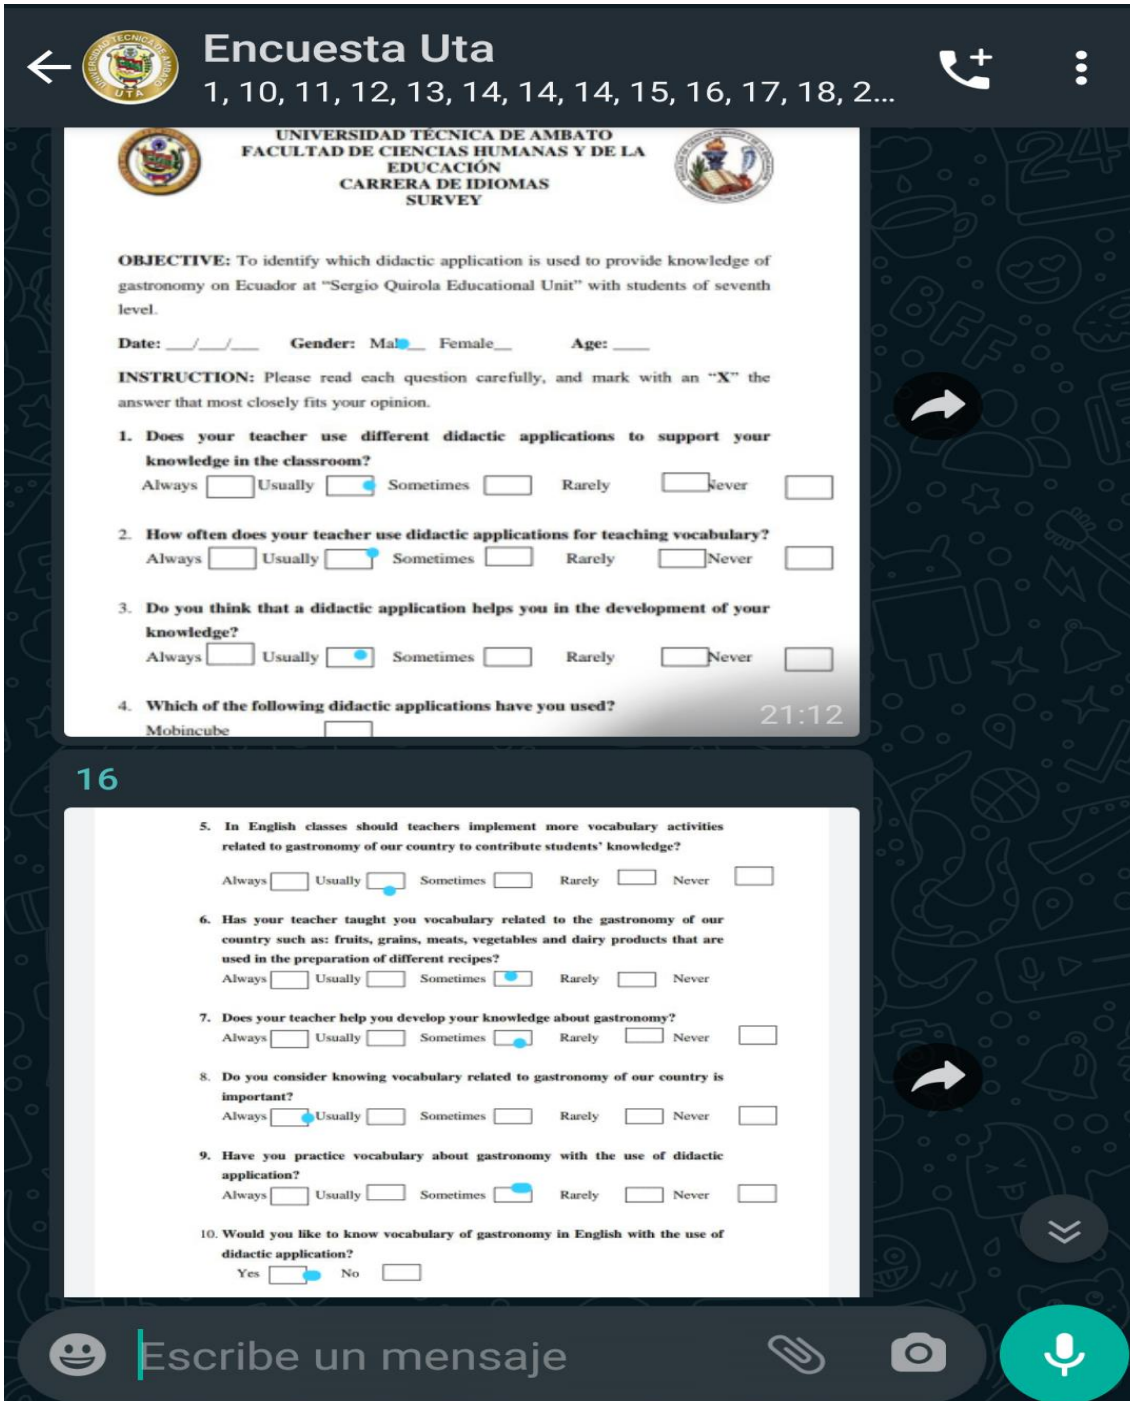 Encuesta Uta
1, 10, 11, 12, 13, 14, 14, 14, 15, 16, 17, 18, 2...
UNIVERSIDAD TÉCNICA DE AMBATO
FACULTAD DE CIENCIAS HUMANAS Y DE LA
EDUCACIÓN
CARRERA DE IDIOMAS
SURVEY
OBJECTIVE: To identify which didactic application is used to provide knowledge of
gastronomy on Ecuador at “Sergio Quirola Educational Unit” with students of seventh
level.
Date: ___/___/___ Gender: Male__ Female__ Age: ____
INSTRUCTION: Please read each question carefully, and mark with an “X” the
answer that most closely fits your opinion.
1. Does your teacher use different didactic applications to support your
knowledge in the classroom?
Always Usually Sometimes Rarely Never
2. How often does your teacher use didactic applications for teaching vocabulary?
Always Usually Sometimes Rarely Never
3. Do you think that a didactic application helps you in the development of your
knowledge?
Always Usually Sometimes Rarely Never
4. Which of the following didactic applications have you used?
Mobincube
21:12
16
5. In English classes should teachers implement more vocabulary activities
related to gastronomy of our country to contribute students’ knowledge?
Always Usually Sometimes Rarely Never
6. Has your teacher taught you vocabulary related to the gastronomy of our
country such as: fruits, grains, meats, vegetables and dairy products that are
used in the preparation of different recipes?
Always Usually Sometimes Rarely Never
7. Does your teacher help you develop your knowledge about gastronomy?
Always Usually Sometimes Rarely Never
8. Do you consider knowing vocabulary related to gastronomy of our country is
important?
Always Usually Sometimes Rarely Never
9. Have you practice vocabulary about gastronomy with the use of didactic
application?
Always Usually Sometimes Rarely Never
10. Would you like to know vocabulary of gastronomy in English with the use of
didactic application?
Yes No
Escribe un mensaje